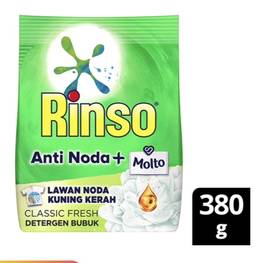 Rinso
Anti Noda + Molto
LAWAN NODA
KUNING KERAH
CLASSIC FRESH
DETERGEN BUBUK
380
g